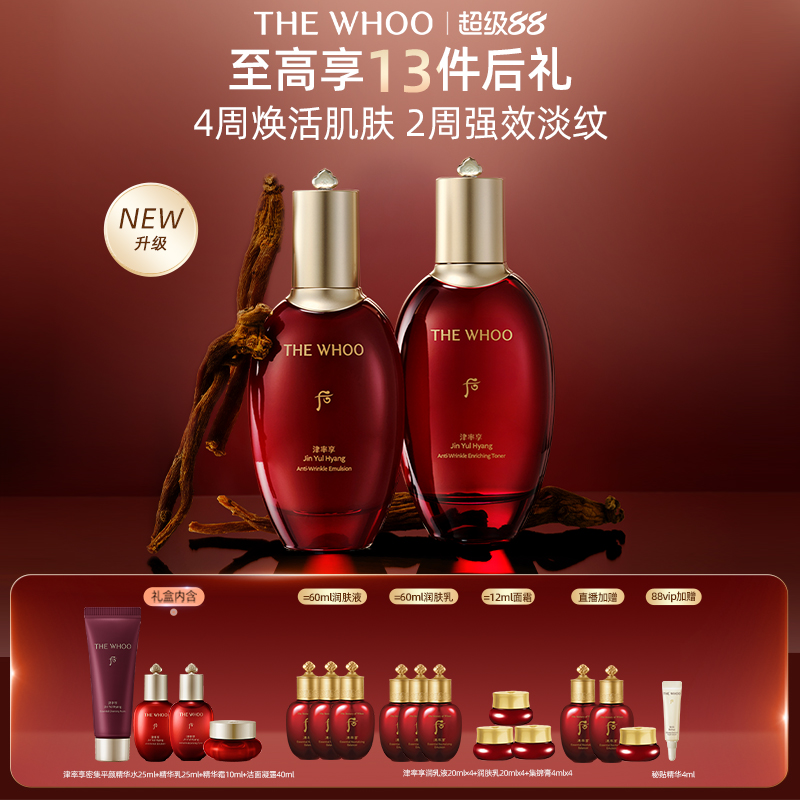 THE WHOO | 超级88
至高享13件后礼
4周焕活肌肤 2周强效淡纹
NEW
升级
THE WHOO
津率享
Jin Yul Hyang
Anti-Wrinkle Emulsion
THE WHOO
津率享
Jin Yul Hyang
Anti-Wrinkle Enriching Toner
礼盒内含
=60ml润肤液
=60ml润肤乳
=12ml面霜
直播加赠
88vip加赠
THE WHOO
THE WHOO
津率享密集平颜精华水25ml+精华乳25ml+精华霜10ml+洁面凝露40ml
津率享润乳液20ml×4+润肤乳20ml×4+集锦膏4ml×4
秘贴精华4ml